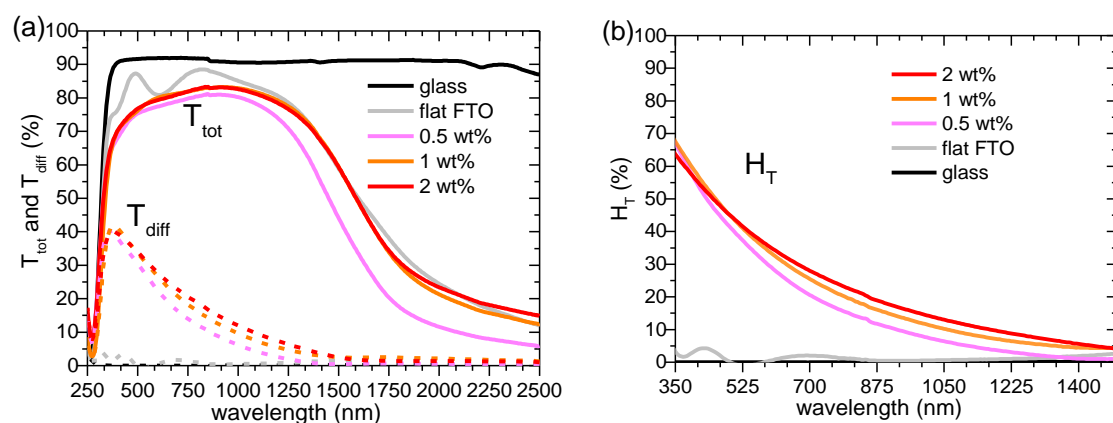 (a)
100
90
80
70
60
50
40
30
20
10
0
T_tot and T_diff (%)
glass
flat FTO
0.5 wt%
1 wt%
2 wt%
T_tot
T_diff
250 500 750 1000 1250 1500 1750 2000 2250 2500
wavelength (nm)
(b)
100
90
80
70
60
50
40
30
20
10
0
H_T (%)
2 wt%
1 wt%
0.5 wt%
flat FTO
glass
H_T
350 525 700 875 1050 1225 1400
wavelength (nm)